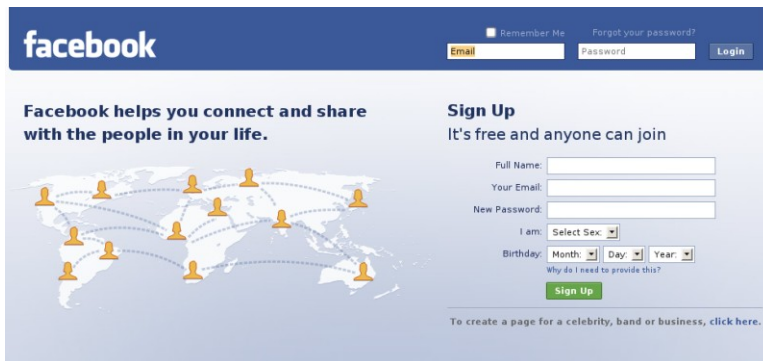 facebook
Remember Me Forgot your password?
Email Password Login
Facebook helps you connect and share
with the people in your life.
Sign Up
It's free and anyone can join
Full Name:
Your Email:
New Password:
I am: Select Sex:
Birthday: Month: Day: Year:
Why do I need to provide this?
Sign Up
To create a page for a celebrity, band or business, click here.